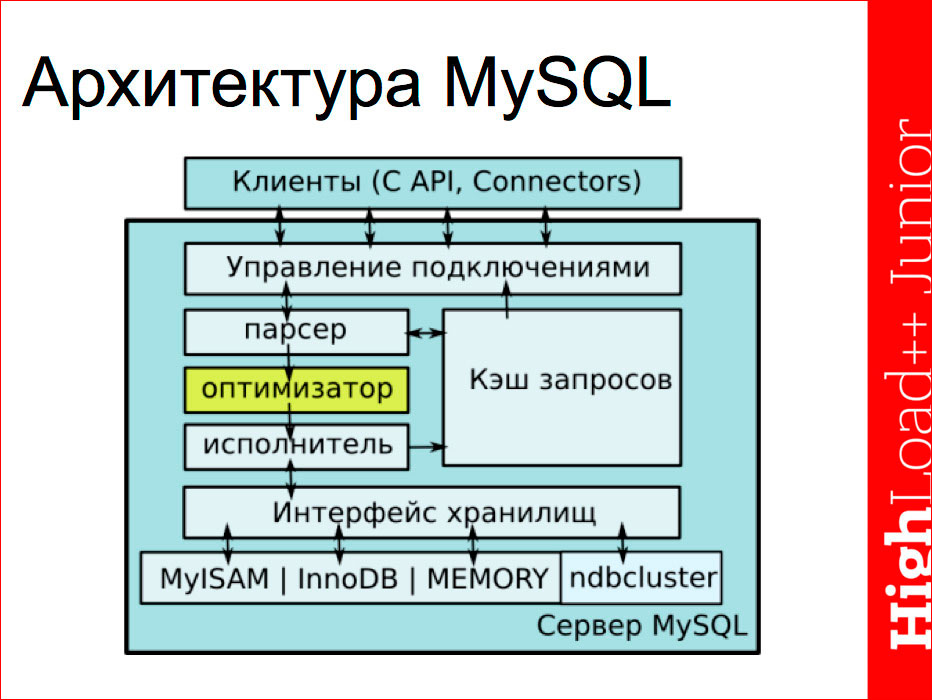 Архитектура MySQL
Клиенты (C API, Connectors)
Управление подключениями
парсер
оптимизатор
исполнитель
Кэш запросов
Интерфейс хранилищ
MyISAM | InnoDB | MEMORY
ndbcluster
Сервер MySQL
HighLoad++ Junior